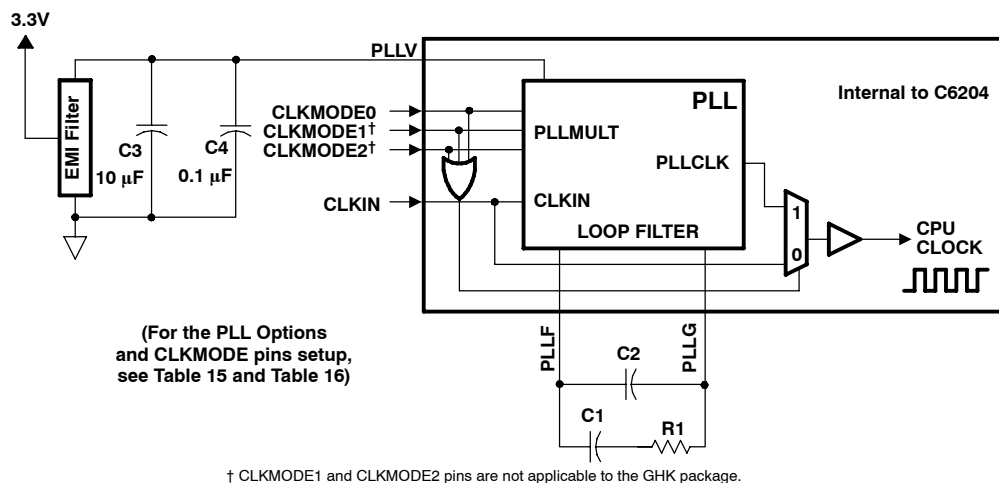 3.3V
PLLV
EMI Filter
C3
10 μF
C4
0.1 μF
CLKMODE0
CLKMODE1†
CLKMODE2†
CLKIN
PLL
PLLMULT
PLLCLK
CLKIN
LOOP FILTER
Internal to C6204
1
0
CPU
CLOCK
(For the PLL Options
and CLKMODE pins setup,
see Table 15 and Table 16)
PLLF
PLLG
C2
C1
R1
† CLKMODE1 and CLKMODE2 pins are not applicable to the GHK package.